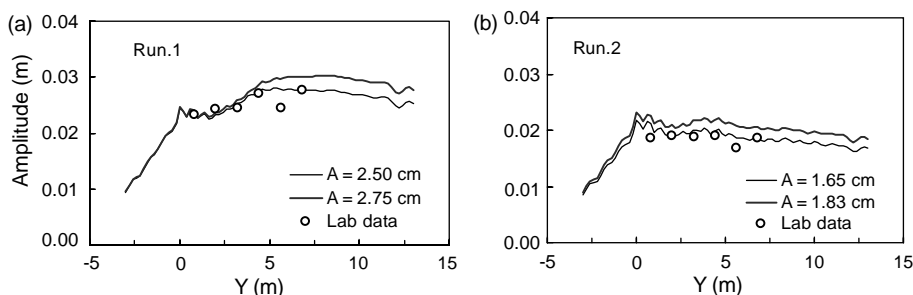 (a)
Run.1
Amplitude (m)
0.04
0.03
0.02
0.01
0.00
A = 2.50 cm
A = 2.75 cm
Lab data
-5 0 5 10 15
Y (m)
(b)
Run.2
0.04
0.03
0.02
0.01
0.00
A = 1.65 cm
A = 1.83 cm
Lab data
-5 0 5 10 15
Y (m)